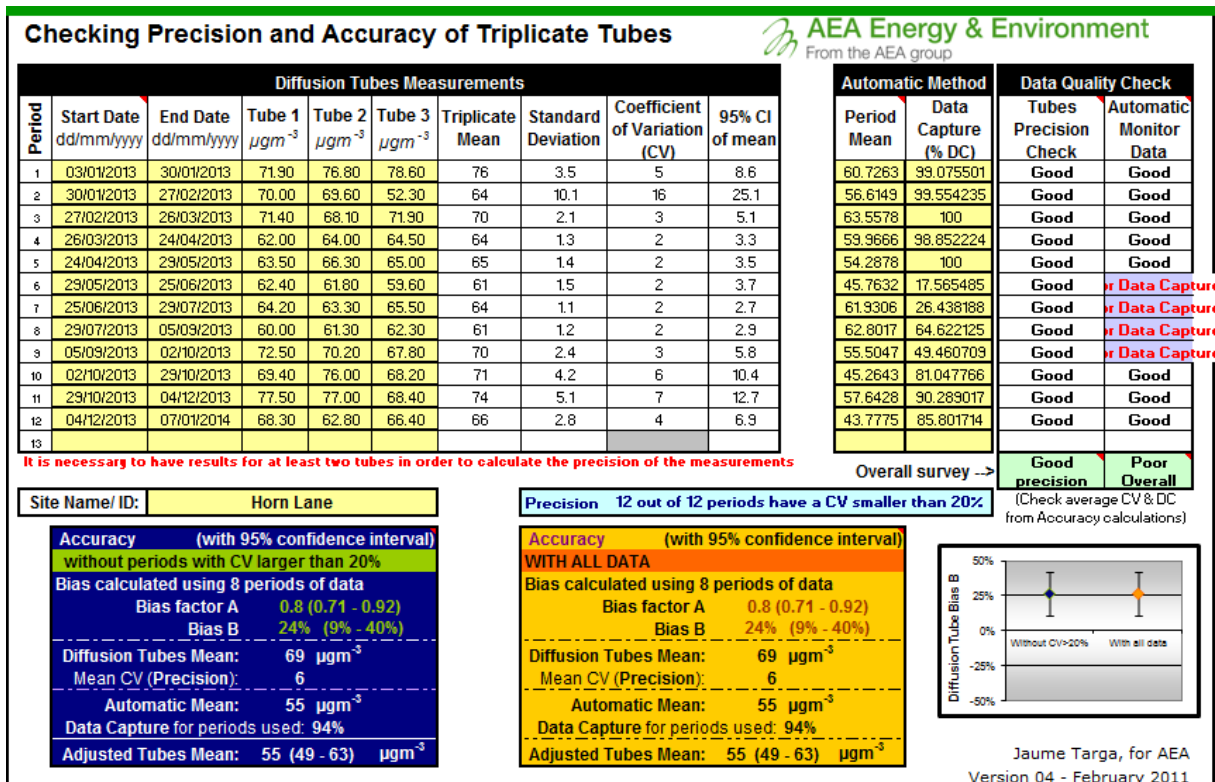 Checking Precision and Accuracy of Triplicate Tubes
AEA Energy & Environment
From the AEA group
Diffusion Tubes Measurements
Period
Start Date dd/mm/yyyy
End Date dd/mm/yyyy
Tube 1 µgm⁻³
Tube 2 µgm⁻³
Tube 3 µgm⁻³
Triplicate Mean
Standard Deviation
Coefficient of Variation (CV)
95% CI of mean
Automatic Method
Period Mean
Data Capture (% DC)
Data Quality Check
Tubes Precision Check
Automatic Monitor Data
1 03/01/2013 30/01/2013 71.90 76.80 78.60 76 3.5 5 8.6 60.7263 99.075501 Good Good
2 30/01/2013 27/02/2013 70.00 69.60 52.30 64 10.1 16 25.1 56.6149 99.554235 Good Good
3 27/02/2013 26/03/2013 71.40 68.10 71.90 70 2.1 3 5.1 63.5578 100 Good Good
4 26/03/2013 24/04/2013 62.00 64.00 64.50 64 1.3 2 3.3 59.9666 98.852224 Good Good
5 24/04/2013 29/05/2013 63.50 66.30 65.00 65 1.4 2 3.5 54.2878 100 Good Good
6 29/05/2013 25/06/2013 62.40 61.80 59.60 61 1.5 2 3.7 45.7632 17.565485 Good r Data Capture
7 25/06/2013 29/07/2013 64.20 63.30 65.50 64 1.1 2 2.7 61.9306 26.438188 Good r Data Capture
8 29/07/2013 05/09/2013 60.00 61.30 62.30 61 1.2 2 2.9 62.8017 64.622125 Good r Data Capture
9 05/09/2013 02/10/2013 72.50 70.20 67.80 70 2.4 3 5.8 55.5047 49.460709 Good r Data Capture
10 02/10/2013 29/10/2013 69.40 76.00 68.20 71 4.2 6 10.4 45.2643 81.047766 Good Good
11 29/10/2013 04/12/2013 77.50 77.00 68.40 74 5.1 7 12.7 57.6428 90.289017 Good Good
12 04/12/2013 07/01/2014 68.30 62.80 66.40 66 2.8 4 6.9 43.7775 85.801714 Good Good
13
It is necessary to have results for at least two tubes in order to calculate the precision of the measurements
Overall survey --> Good precision Poor Overall
Site Name/ ID: Horn Lane
Precision 12 out of 12 periods have a CV smaller than 20%
(Check average CV & DC
from Accuracy calculations)
Accuracy (with 95% confidence interval)
without periods with CV larger than 20%
Bias calculated using 8 periods of data
Bias factor A 0.8 (0.71 - 0.92)
Bias B 24% (9% - 40%)
Diffusion Tubes Mean: 69 µgm⁻³
Mean CV (Precision): 6
Automatic Mean: 55 µgm⁻³
Data Capture for periods used: 94%
Adjusted Tubes Mean: 55 (49 - 63) µgm⁻³
Accuracy (with 95% confidence interval)
WITH ALL DATA
Bias calculated using 8 periods of data
Bias factor A 0.8 (0.71 - 0.92)
Bias B 24% (9% - 40%)
Diffusion Tubes Mean: 69 µgm⁻³
Mean CV (Precision): 6
Automatic Mean: 55 µgm⁻³
Data Capture for periods used: 94%
Adjusted Tubes Mean: 55 (49 - 63) µgm⁻³
Diffusion Tube Bias B
50%
25%
0%
-25%
-50%
Without CV>20%
With all data
Jaume Targa, for AEA
Version 04 - February 2011